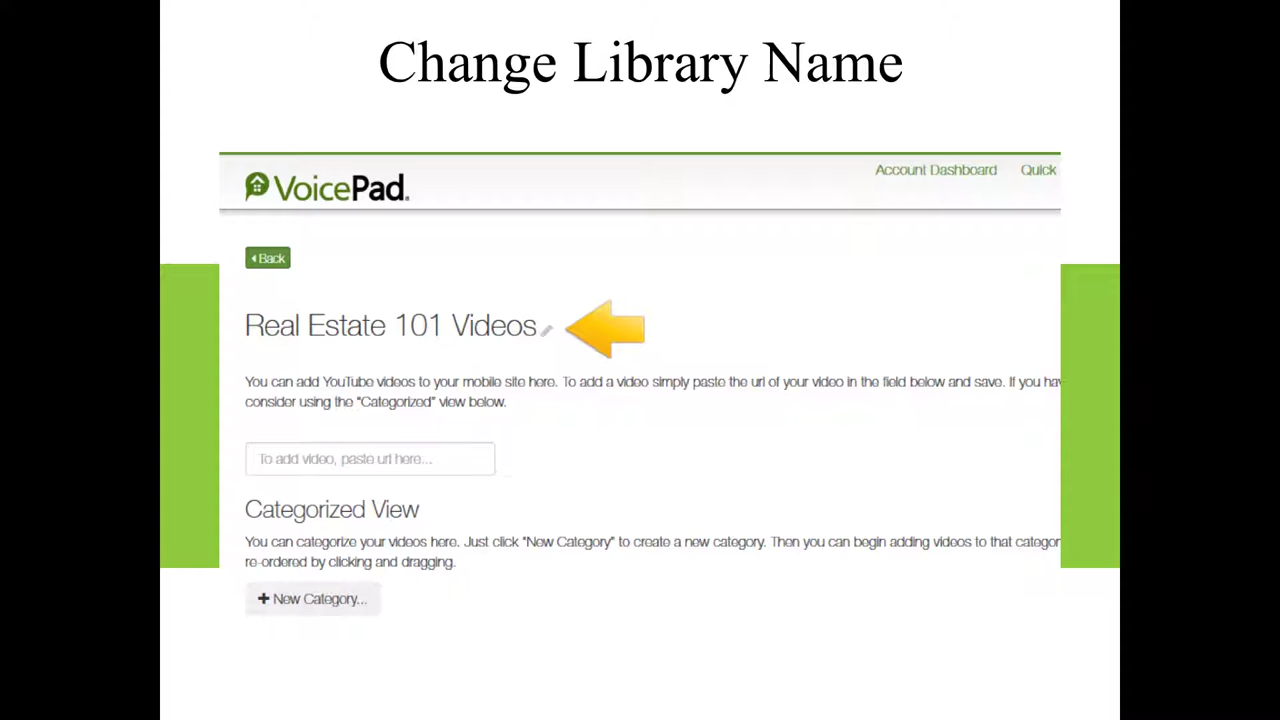 Change Library Name
VoicePad
Account Dashboard Quick
Back
Real Estate 101 Videos
You can add YouTube videos to your mobile site here. To add a video simply paste the url of your video in the field below and save. If you hav
consider using the "Categorized" view below.
To add video, paste url here...
Categorized View
You can categorize your videos here. Just click "New Category" to create a new category. Then you can begin adding videos to that categor
re-ordered by clicking and dragging.
New Category...